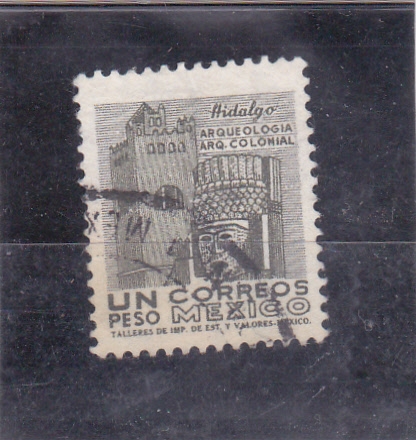 Hidalgo
ARQUEOLOGIA
ARQ. COLONIAL
UN CORREOS
PESO MEXICO
TALLERES DE IMP. DE EST. Y VALORES-MEXICO.